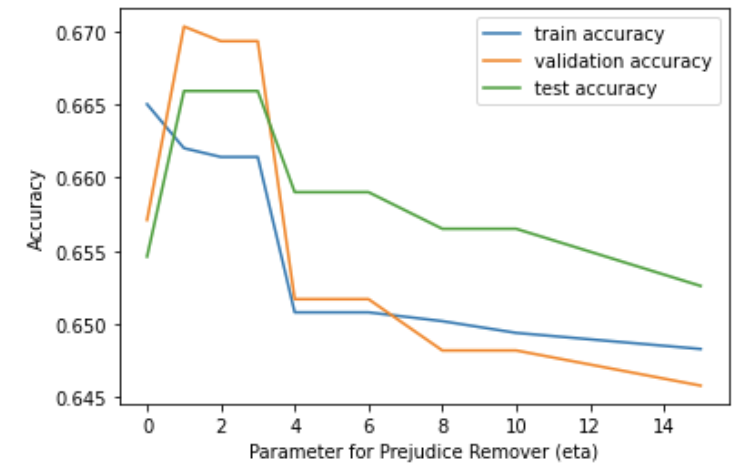 0.670
0.665
0.660
0.655
0.650
0.645
Accuracy
train accuracy
validation accuracy
test accuracy
0 2 4 6 8 10 12 14
Parameter for Prejudice Remover (eta)